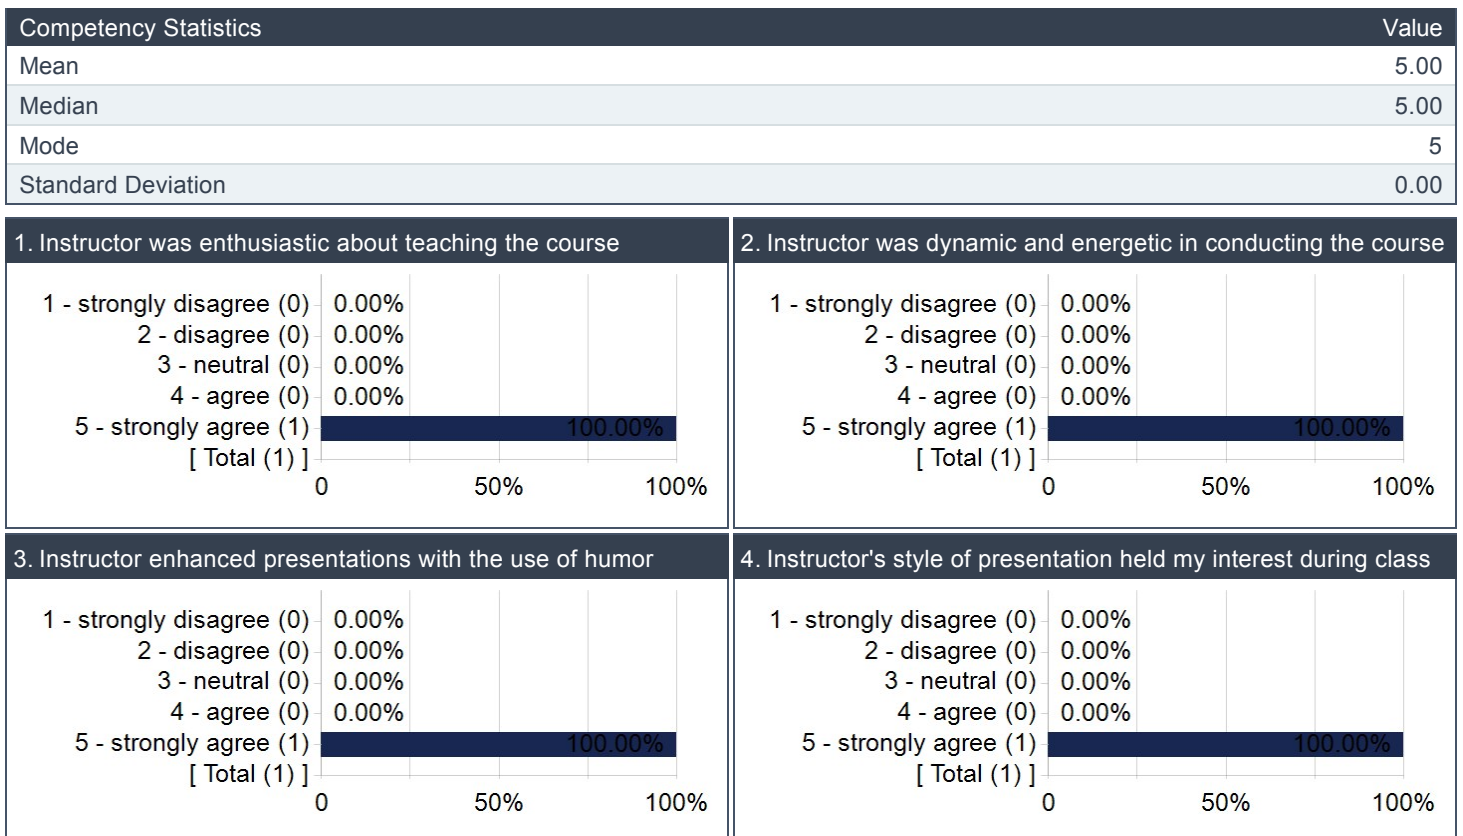 Competency Statistics Value
Mean 5.00
Median 5.00
Mode 5
Standard Deviation 0.00
1. Instructor was enthusiastic about teaching the course
1 - strongly disagree (0) 0.00%
2 - disagree (0) 0.00%
3 - neutral (0) 0.00%
4 - agree (0) 0.00%
5 - strongly agree (1) 100.00%
[ Total (1) ]
0 50% 100%
2. Instructor was dynamic and energetic in conducting the course
1 - strongly disagree (0) 0.00%
2 - disagree (0) 0.00%
3 - neutral (0) 0.00%
4 - agree (0) 0.00%
5 - strongly agree (1) 100.00%
[ Total (1) ]
0 50% 100%
3. Instructor enhanced presentations with the use of humor
1 - strongly disagree (0) 0.00%
2 - disagree (0) 0.00%
3 - neutral (0) 0.00%
4 - agree (0) 0.00%
5 - strongly agree (1) 100.00%
[ Total (1) ]
0 50% 100%
4. Instructor's style of presentation held my interest during class
1 - strongly disagree (0) 0.00%
2 - disagree (0) 0.00%
3 - neutral (0) 0.00%
4 - agree (0) 0.00%
5 - strongly agree (1) 100.00%
[ Total (1) ]
0 50% 100%